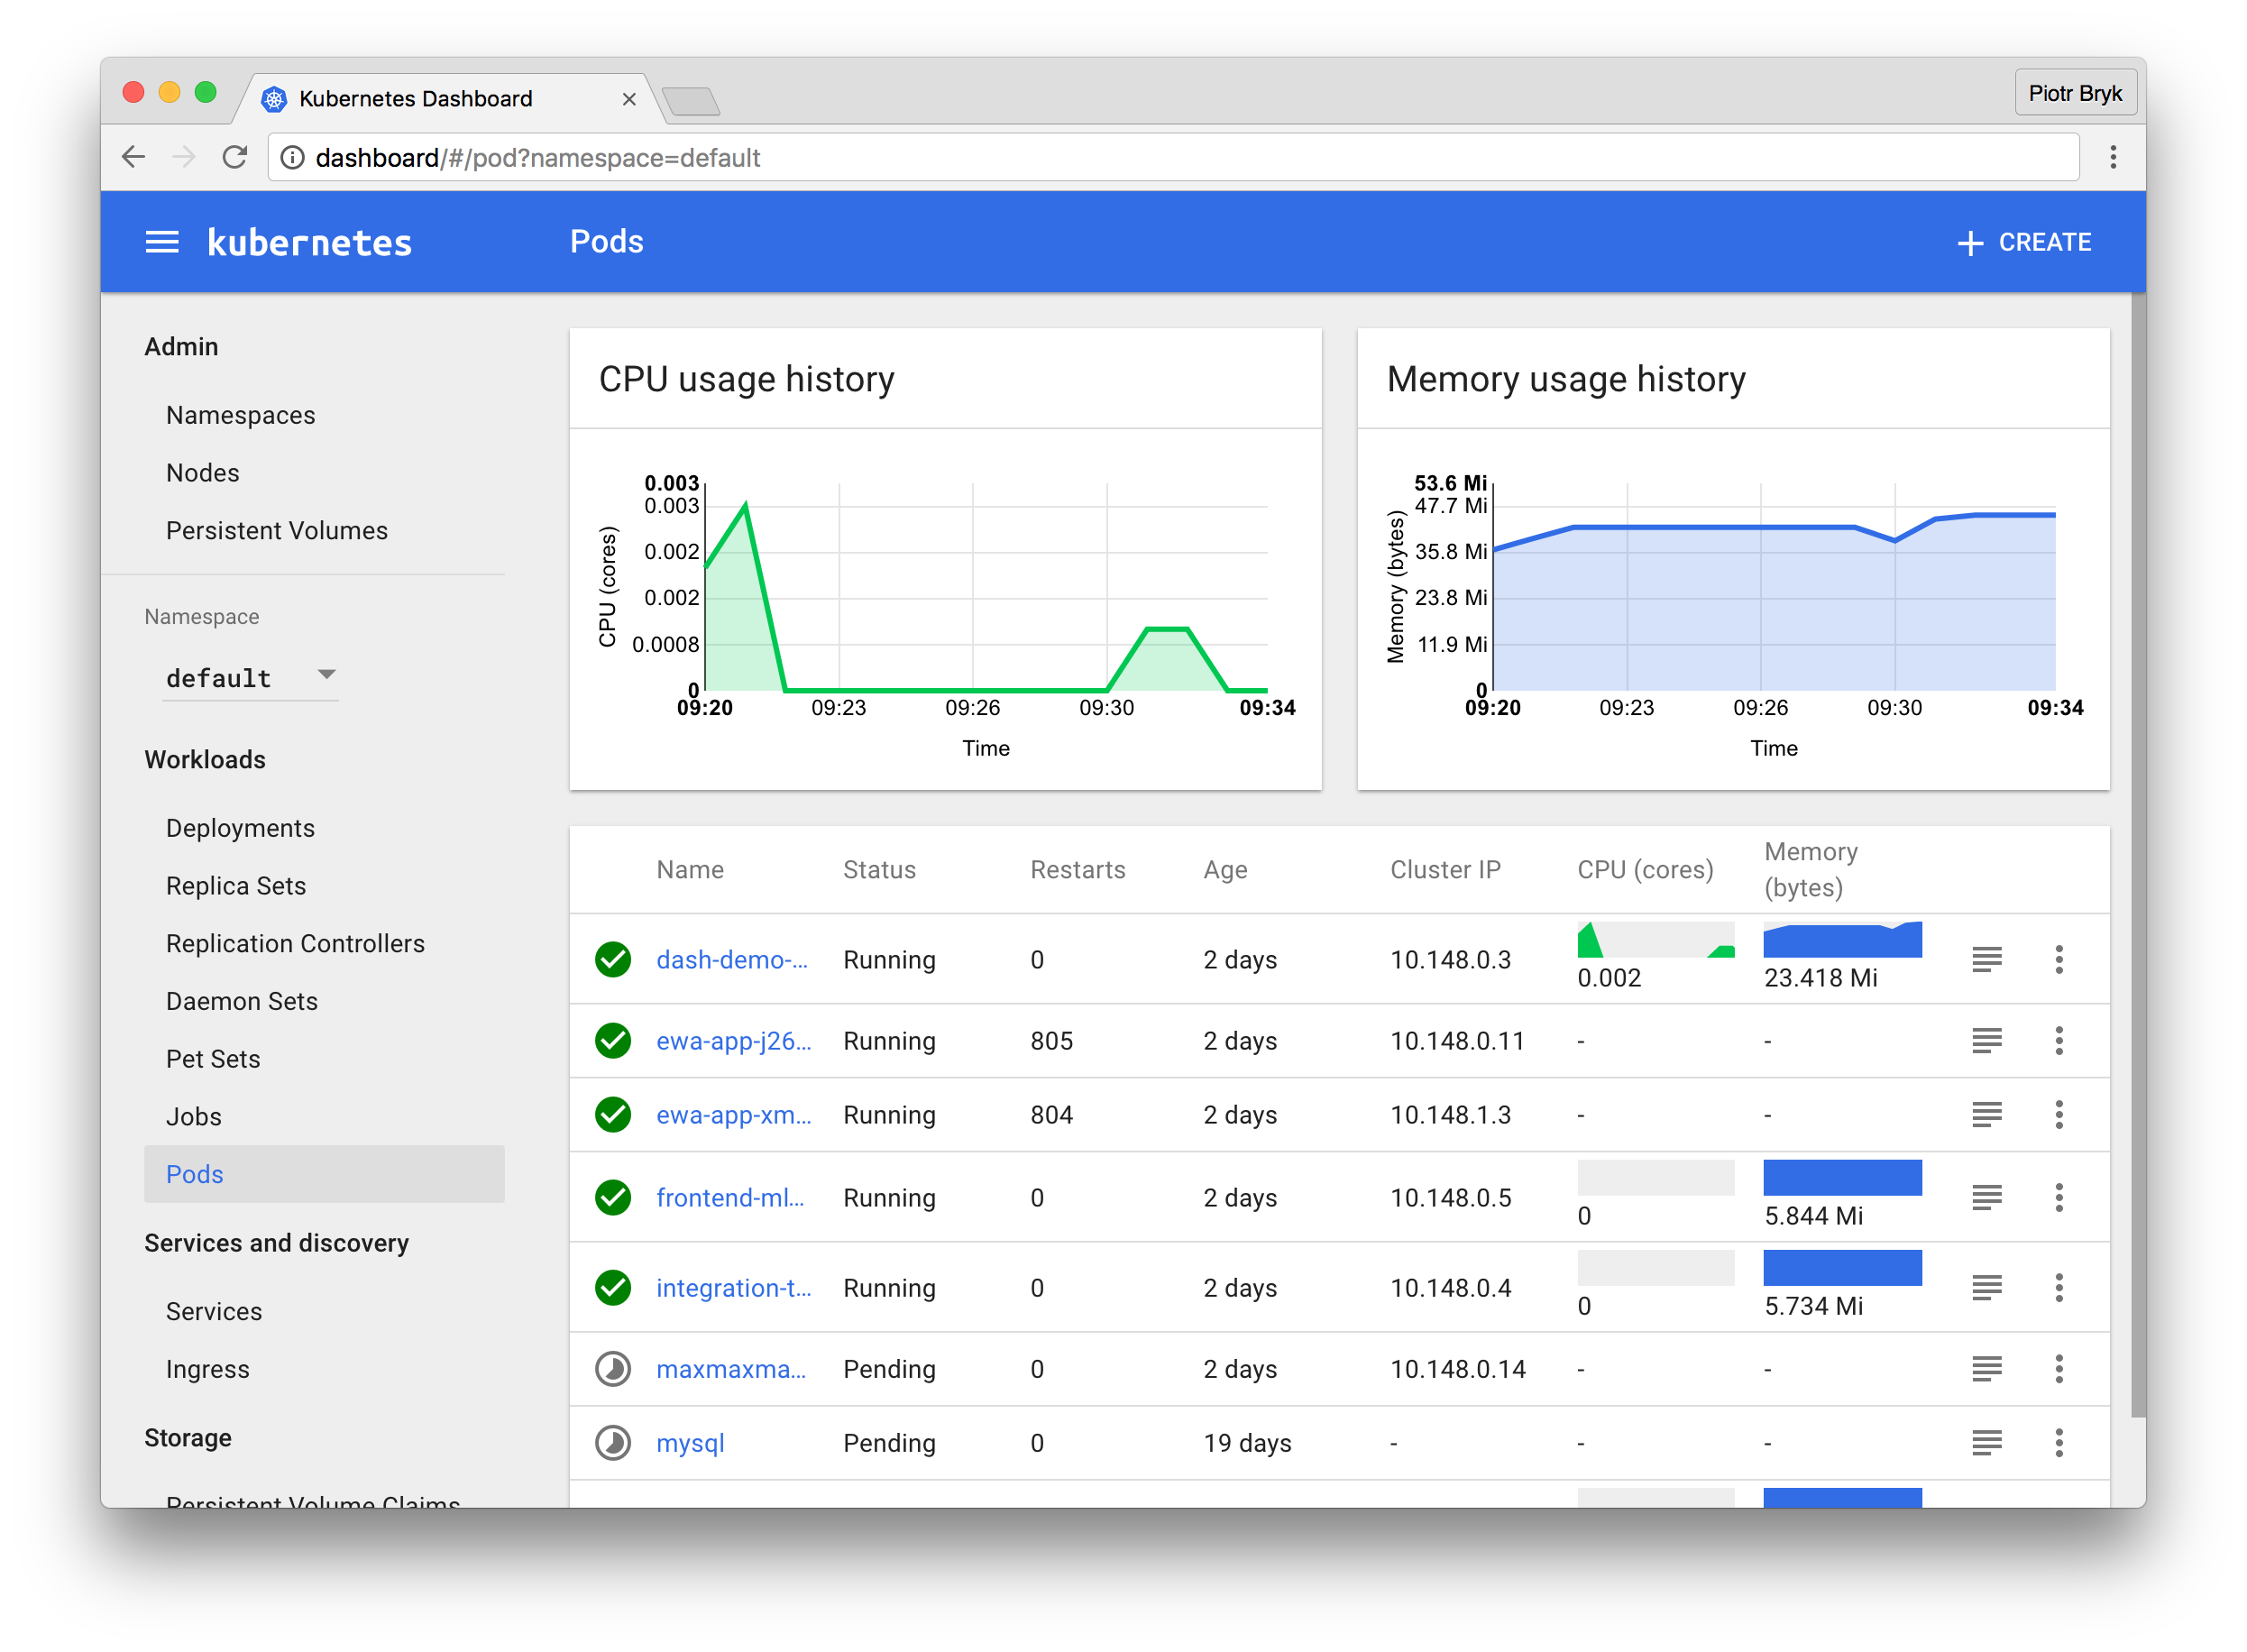 Kubernetes Dashboard
Piotr Bryk
dashboard/#/pod?namespace=default
kubernetes
Pods
CREATE
Admin
Namespaces
Nodes
Persistent Volumes
Namespace
default
Workloads
Deployments
Replica Sets
Replication Controllers
Daemon Sets
Pet Sets
Jobs
Pods
Services and discovery
Services
Ingress
Storage
Persistent Volume Claims
CPU usage history
CPU (cores)
0.003
0.003
0.002
0.002
0.0008
0
09:20 09:23 09:26 09:30 09:34
Time
Memory usage history
Memory (bytes)
53.6 Mi
47.7 Mi
35.8 Mi
23.8 Mi
11.9 Mi
0
09:20 09:23 09:26 09:30 09:34
Time
Name Status Restarts Age Cluster IP CPU (cores) Memory (bytes)
dash-demo-... Running 0 2 days 10.148.0.3 0.002 23.418 Mi
ewa-app-j26... Running 805 2 days 10.148.0.11 - -
ewa-app-xm... Running 804 2 days 10.148.1.3 - -
frontend-ml... Running 0 2 days 10.148.0.5 0 5.844 Mi
integration-t... Running 0 2 days 10.148.0.4 0 5.734 Mi
maxmaxma... Pending 0 2 days 10.148.0.14 - -
mysql Pending 0 19 days - - -